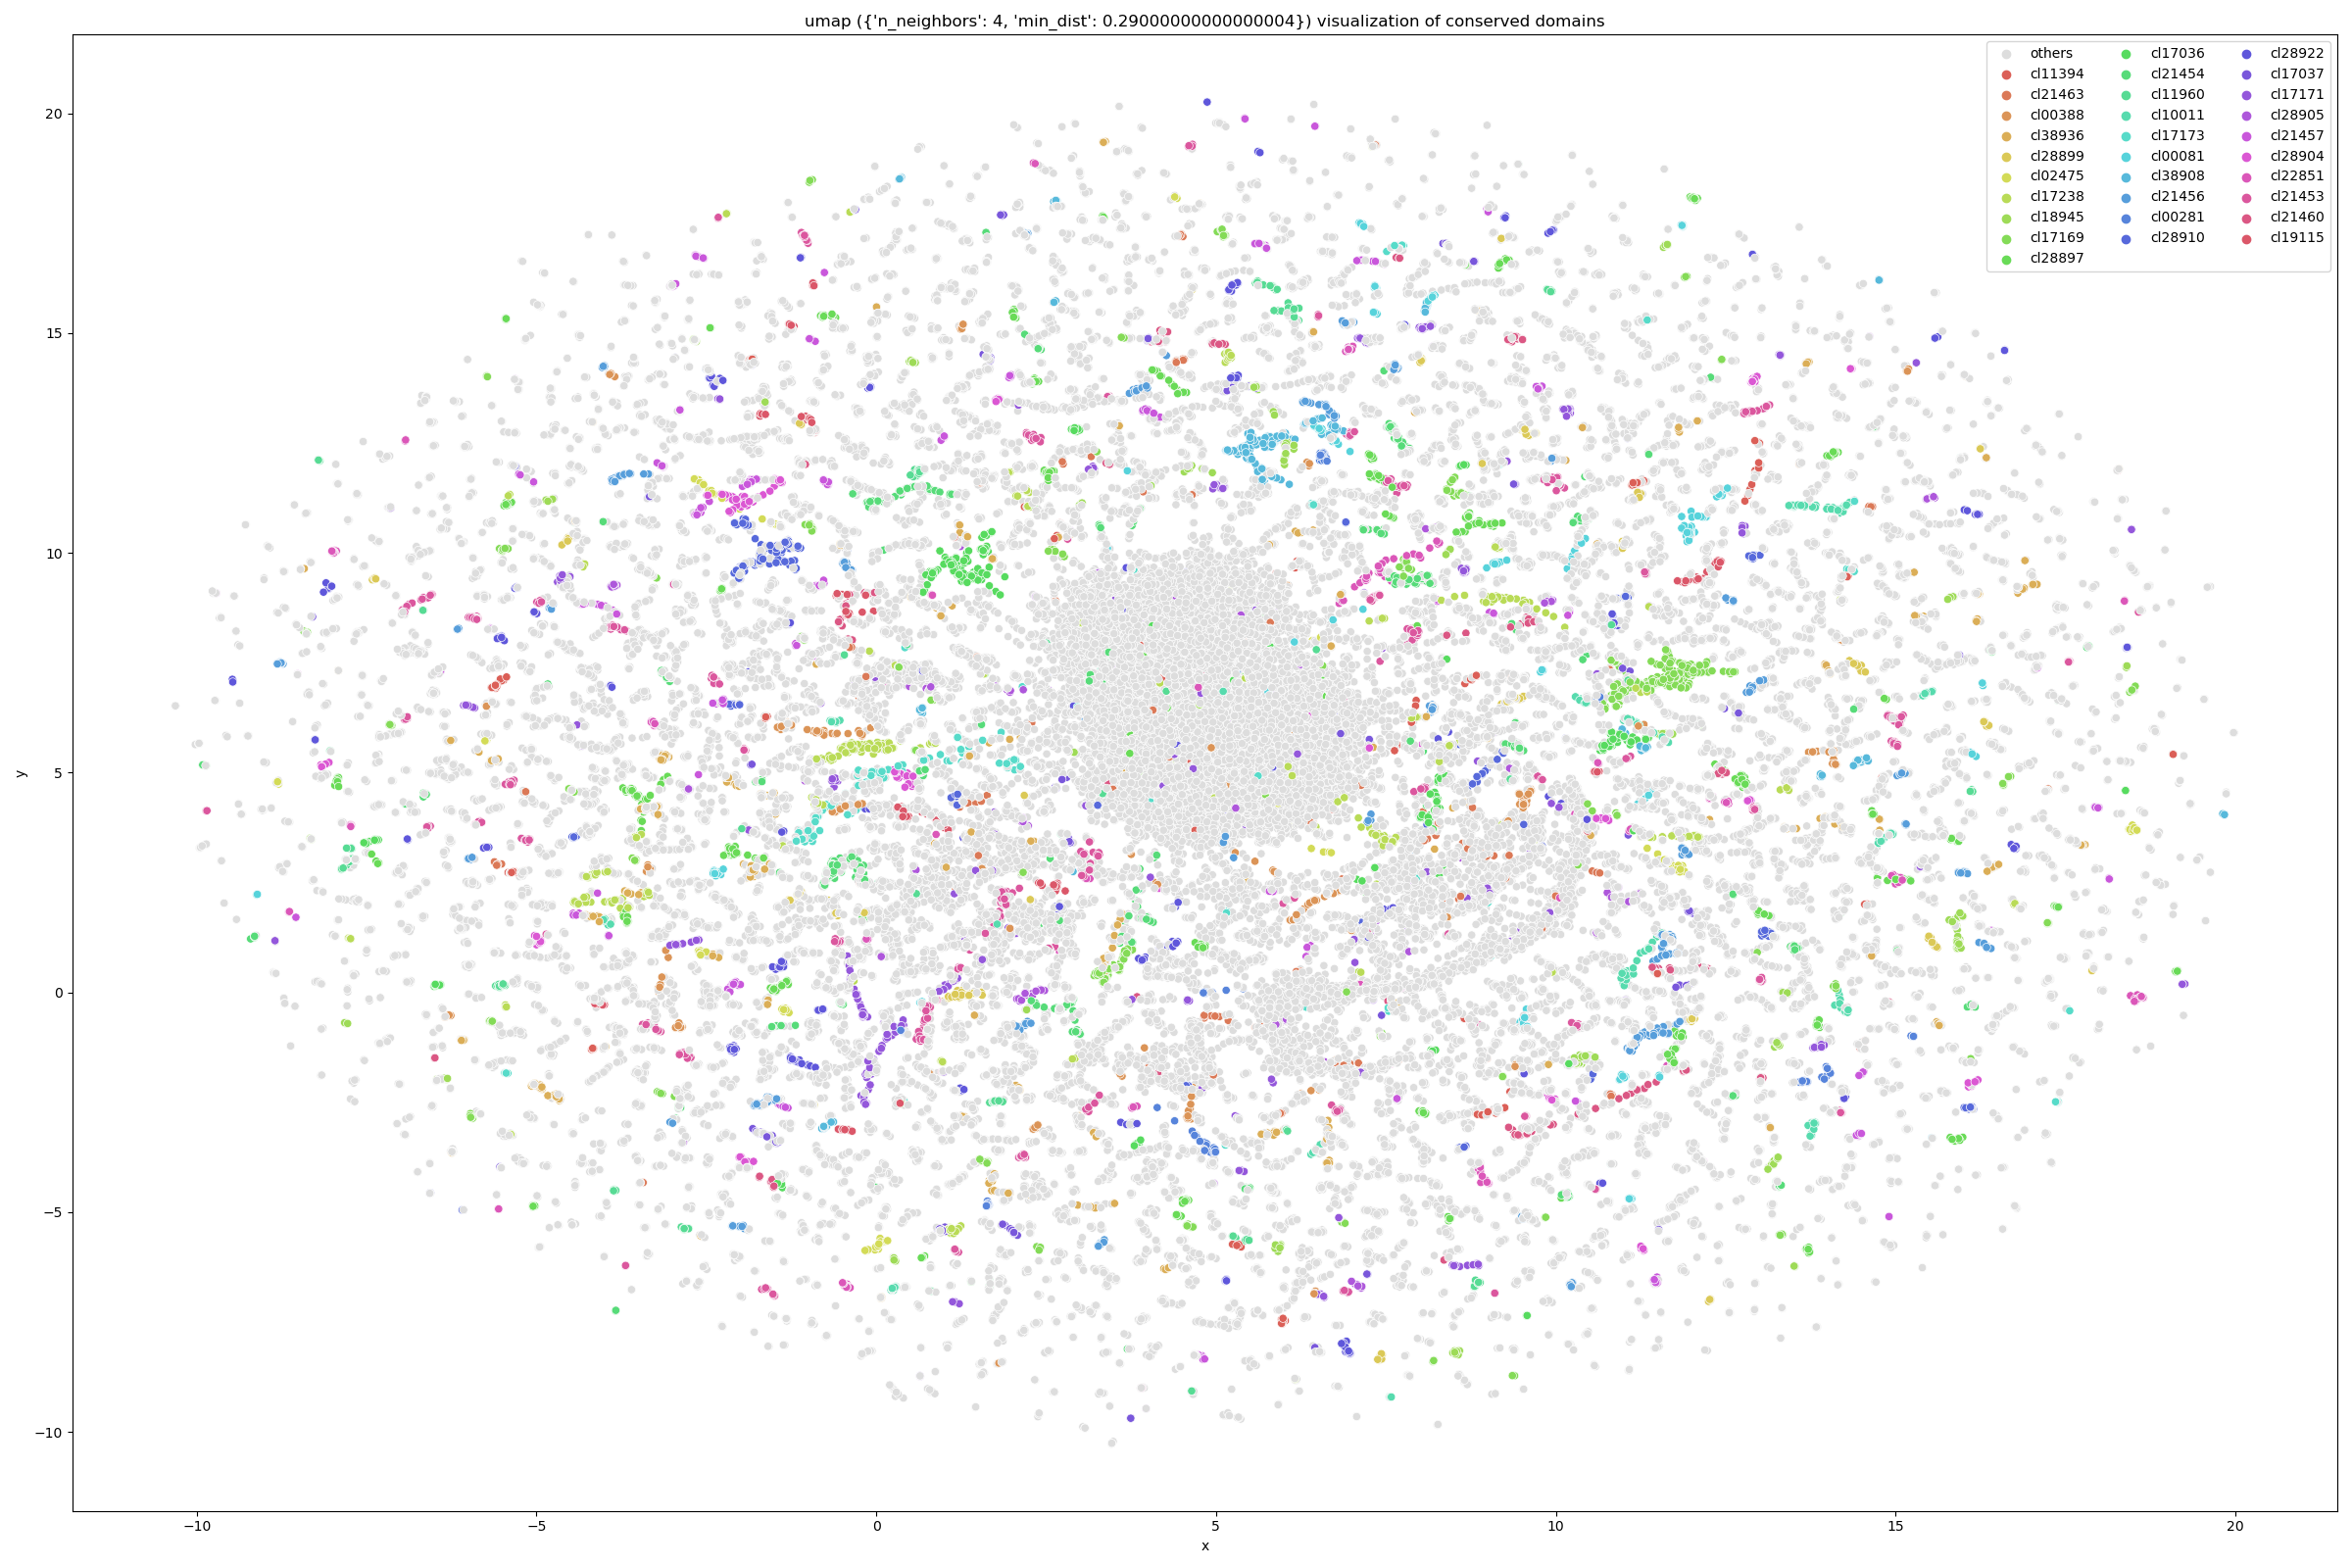 umap ({'n_neighbors': 4, 'min_dist': 0.29000000000000004}) visualization of conserved domains
others
cl11394
cl21463
cl00388
cl38936
cl28899
cl02475
cl17238
cl18945
cl17169
cl28897
cl17036
cl21454
cl11960
cl10011
cl17173
cl00081
cl38908
cl21456
cl00281
cl28910
cl28922
cl17037
cl17171
cl28905
cl21457
cl28904
cl22851
cl21453
cl21460
cl19115
20
15
10
5
0
−5
−10
y
−10
−5
0
5
10
15
20
x